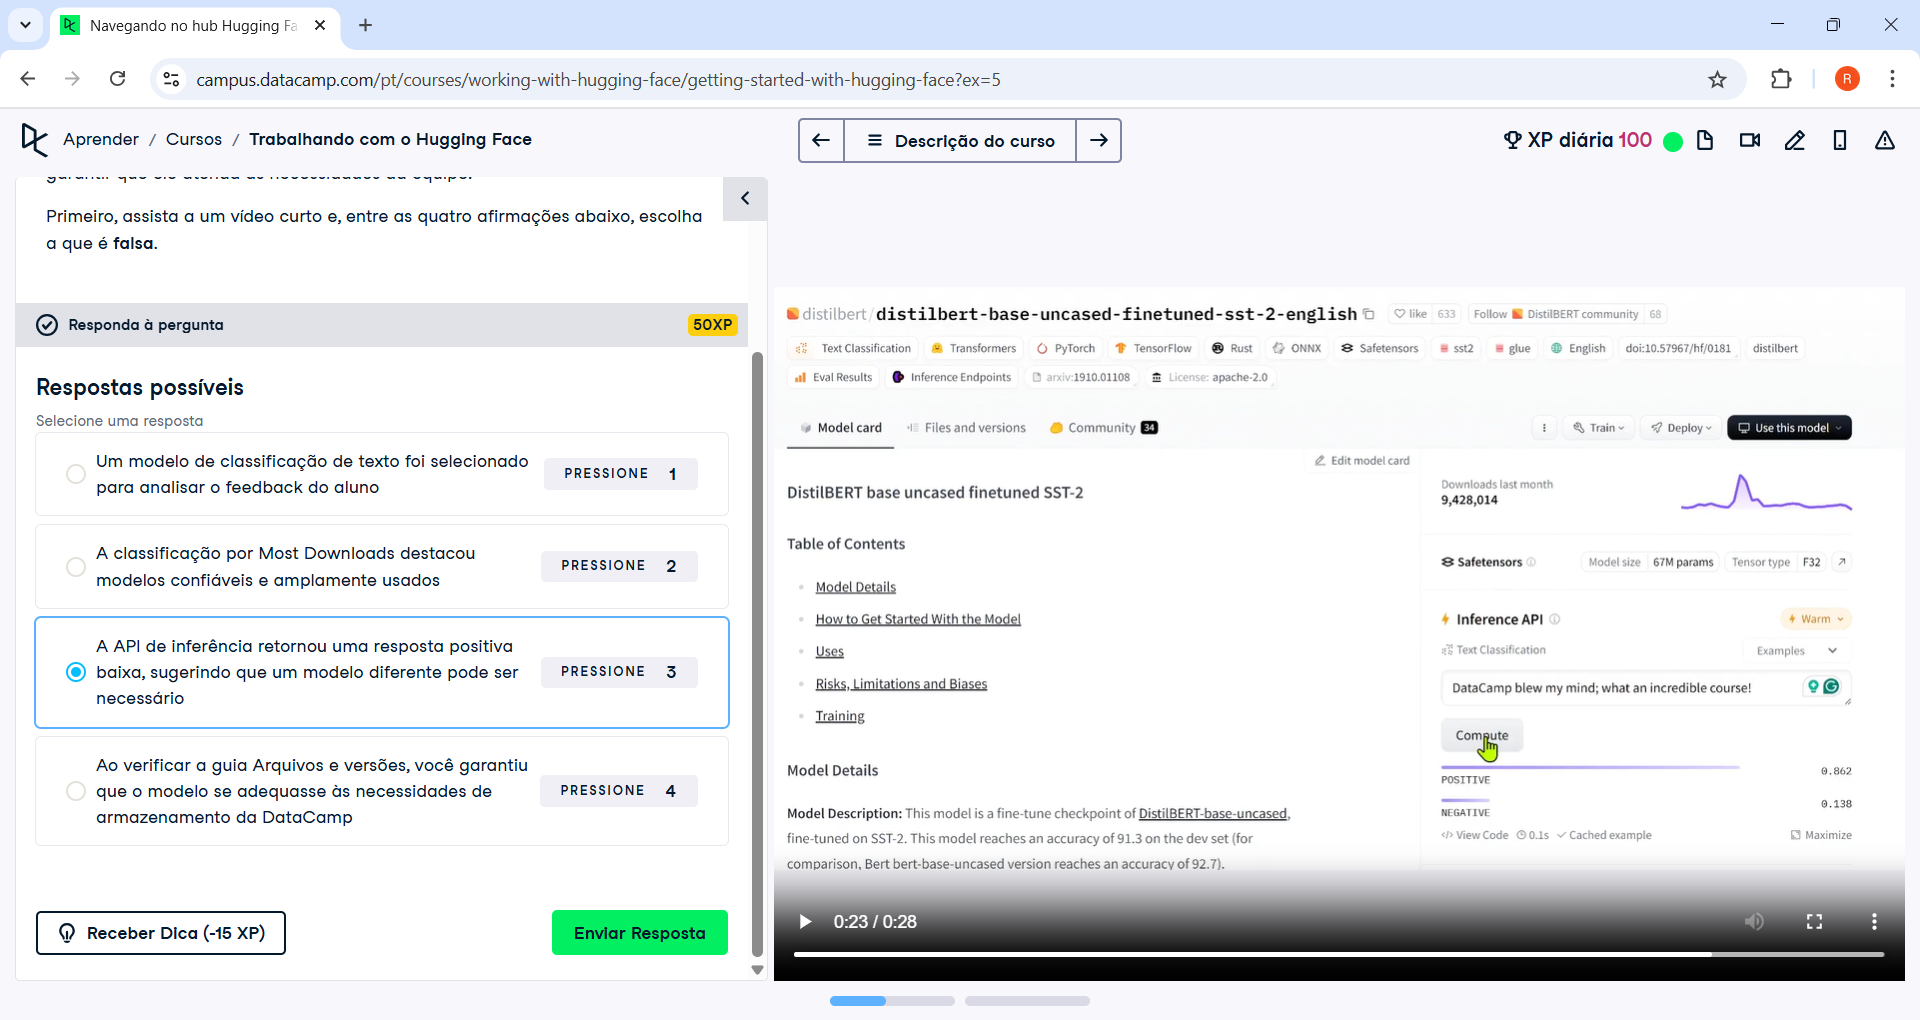 Navegando no hub Hugging Fa
campus.datacamp.com/pt/courses/working-with-hugging-face/getting-started-with-hugging-face?ex=5
R
Aprender / Cursos / Trabalhando com o Hugging Face
Descrição do curso
XP diária 100
garantir que ele atenda às necessidades da equipe.
Primeiro, assista a um vídeo curto e, entre as quatro afirmações abaixo, escolha
a que é falsa.
Responda à pergunta
50XP
Respostas possíveis
Selecione uma resposta
Um modelo de classificação de texto foi selecionado
para analisar o feedback do aluno
PRESSIONE 1
A classificação por Most Downloads destacou
modelos confiáveis e amplamente usados
PRESSIONE 2
A API de inferência retornou uma resposta positiva
baixa, sugerindo que um modelo diferente pode ser
necessário
PRESSIONE 3
Ao verificar a guia Arquivos e versões, você garantiu
que o modelo se adequasse às necessidades de
armazenamento da DataCamp
PRESSIONE 4
Receber Dica (-15 XP)
Enviar Resposta
distilbert/distilbert-base-uncased-finetuned-sst-2-english
like 633
Follow DistilBERT community 68
Text Classification Transformers PyTorch TensorFlow Rust ONNX Safetensors sst2 glue English doi:10.57967/hf/0181 distilbert
Eval Results Inference Endpoints arxiv:1910.01108 License: apache-2.0
Model card Files and versions Community 34
Train Deploy Use this model
Edit model card
DistilBERT base uncased finetuned SST-2
Table of Contents
Model Details
How to Get Started With the Model
Uses
Risks, Limitations and Biases
Training
Model Details
Model Description: This model is a fine-tune checkpoint of DistilBERT-base-uncased,
fine-tuned on SST-2. This model reaches an accuracy of 91.3 on the dev set (for
comparison, Bert bert-base-uncased version reaches an accuracy of 92.7).
Downloads last month
9,428,014
Safetensors Model size 67M params Tensor type F32
Inference API Warm
Text Classification Examples
DataCamp blew my mind; what an incredible course!
Compute
0.862
POSITIVE
0.138
NEGATIVE
View Code 0.1s Cached example Maximize
0:23 / 0:28